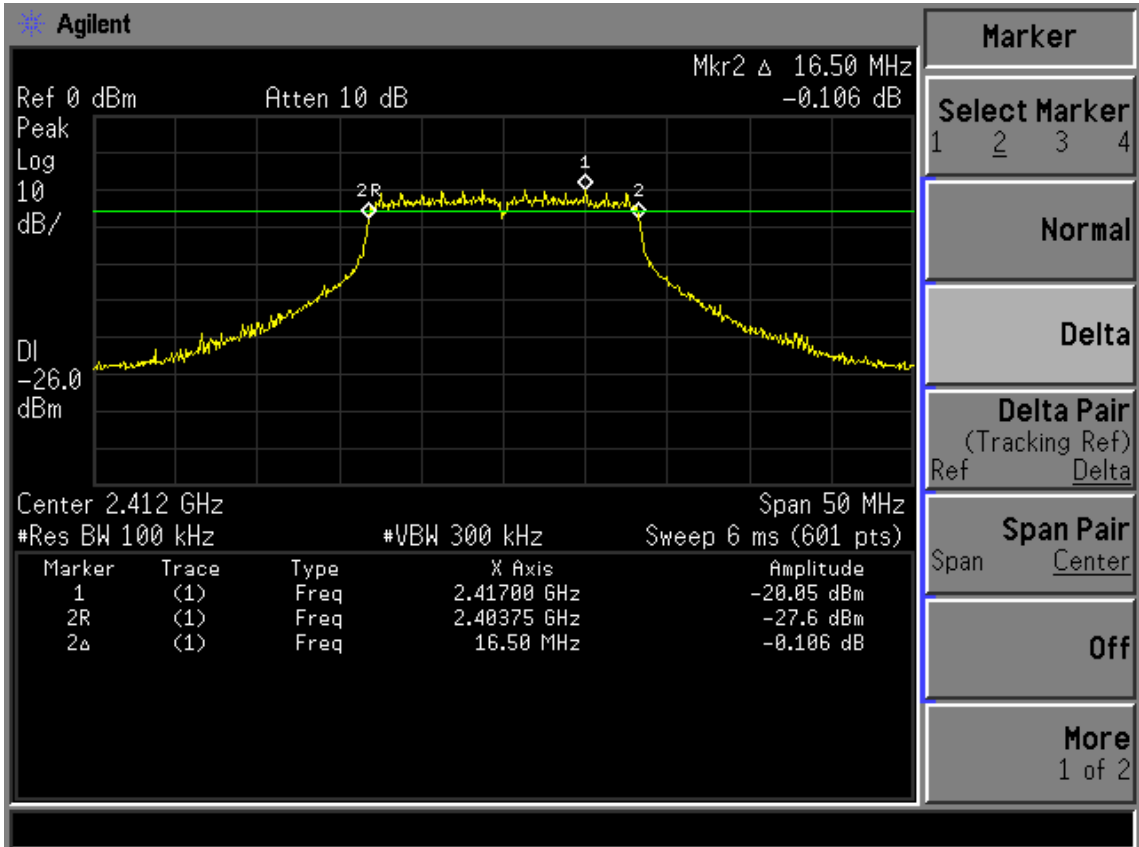 Agilent
Mkr2 Δ 16.50 MHz
Ref 0 dBm Atten 10 dB -0.106 dB
Peak
Log
10
dB/
1
2R
2
DI
-26.0
dBm
Center 2.412 GHz Span 50 MHz
#Res BW 100 kHz #VBW 300 kHz Sweep 6 ms (601 pts)
Marker Trace Type X Axis Amplitude
1 (1) Freq 2.41700 GHz -20.05 dBm
2R (1) Freq 2.40375 GHz -27.6 dBm
2Δ (1) Freq 16.50 MHz -0.106 dB
Marker
Select Marker
1 2 3 4
Normal
Delta
Delta Pair
(Tracking Ref)
Ref Delta
Span Pair
Span Center
Off
More
1 of 2